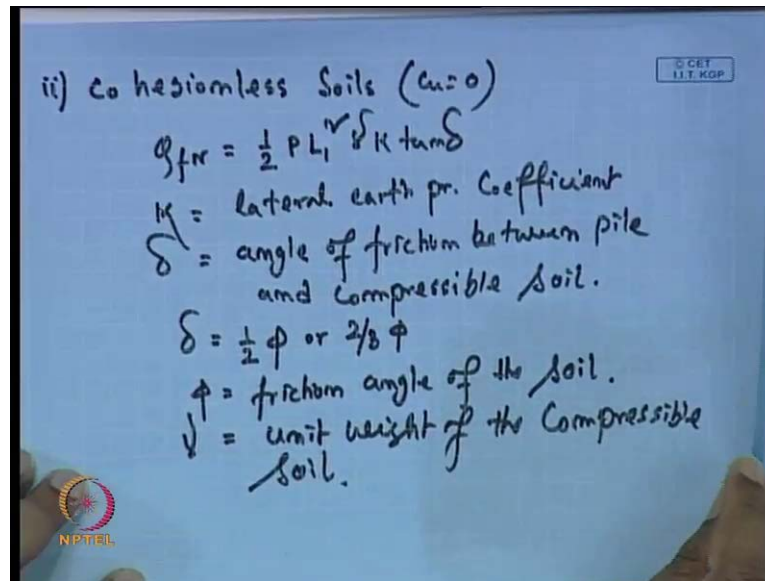 ii) Cohesionless Soils (Cu=0)
© CET
I.I.T. KGP
Qfn = 1/2 P L₁² γ K tan δ
K = lateral earth pr. Coefficient
δ = angle of friction between pile
and compressible soil.
δ = 1/2 φ or 2/3 φ
φ = friction angle of the soil.
γ = unit weight of the Compressible
soil.
NPTEL